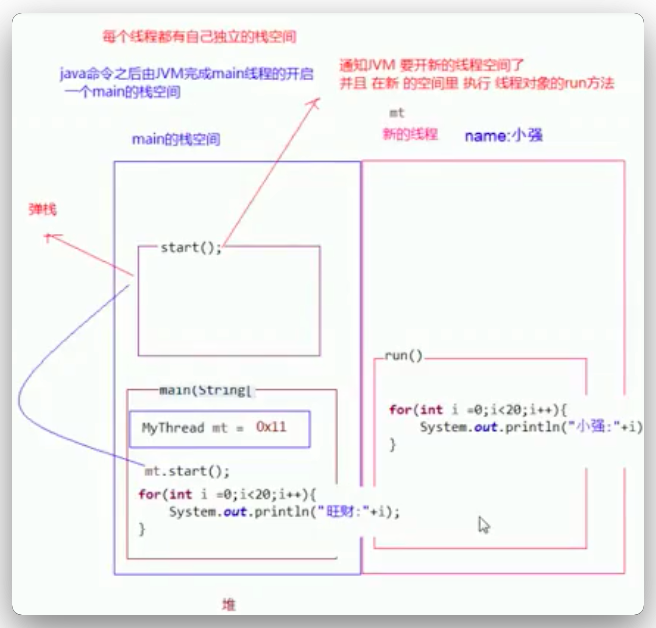 每个线程都有自己独立的栈空间
java命令之后由JVM完成main线程的开启
一个main的栈空间
通知JVM 要开新的线程空间了
并且 在新 的空间里 执行 线程对象的run方法
mt
main的栈空间
新的线程 name:小强
弹栈
start();
run()
main(String[
MyThread mt = 0x11
for(int i =0;i<20;i++){
System.out.println("小强:"+i)
}
mt.start();
for(int i =0;i<20;i++){
System.out.println("旺财:"+i);
}
堆